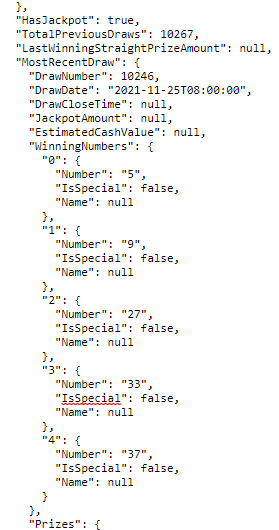 },
"HasJackpot": true,
"TotalPreviousDraws": 10267,
"LastWinningStraightPrizeAmount": null,
"MostRecentDraw": {
"DrawNumber": 10246,
"DrawDate": "2021-11-25T08:00:00",
"DrawCloseTime": null,
"JackpotAmount": null,
"EstimatedCashValue": null,
"WinningNumbers": {
"0": {
"Number": "5",
"IsSpecial": false,
"Name": null
},
"1": {
"Number": "9",
"IsSpecial": false,
"Name": null
},
"2": {
"Number": "27",
"IsSpecial": false,
"Name": null
},
"3": {
"Number": "33",
"IsSpecial": false,
"Name": null
},
"4": {
"Number": "37",
"IsSpecial": false,
"Name": null
}
},
"Prizes": {